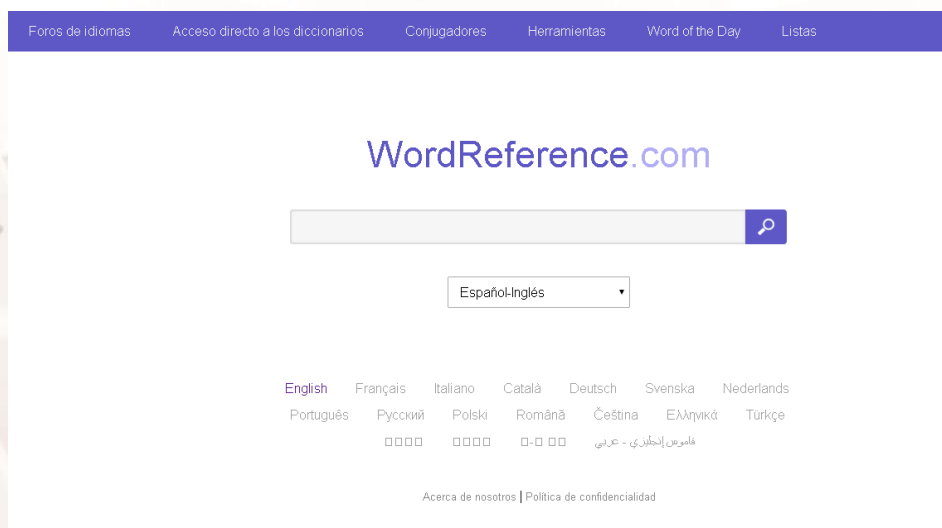 Foros de idiomas Acceso directo a los diccionarios Conjugadores Herramientas Word of the Day Listas
WordReference.com
Español-Inglés
English Français Italiano Català Deutsch Svenska Nederlands
Português Русский Polski Română Čeština Ελληνικά Türkçe
قاموس إنجليزي - عربي
Acerca de nosotros | Política de confidencialidad